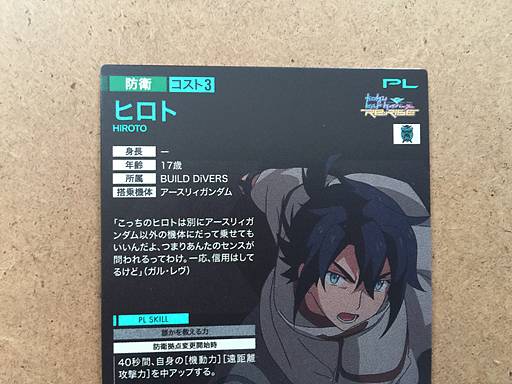 防衛 コスト3
PL
ヒロト
HIROTO
RE:RISE
身長 ー
年齢 17歳
所属 BUILD DiVERS
搭乗機体 アースリィガンダム
「こっちのヒロトは別にアースリィガ
ンダム以外の機体にだって乗せても
いいんだよ、つまりあんたのセンスが
問われるってわけ。一応、信用はして
るけど」（ガル・レヴ）
PL SKILL
誰かを救える力
防衛拠点変更開始時
40秒間、自身の[機動力][遠距離
攻撃力]を中アップする。